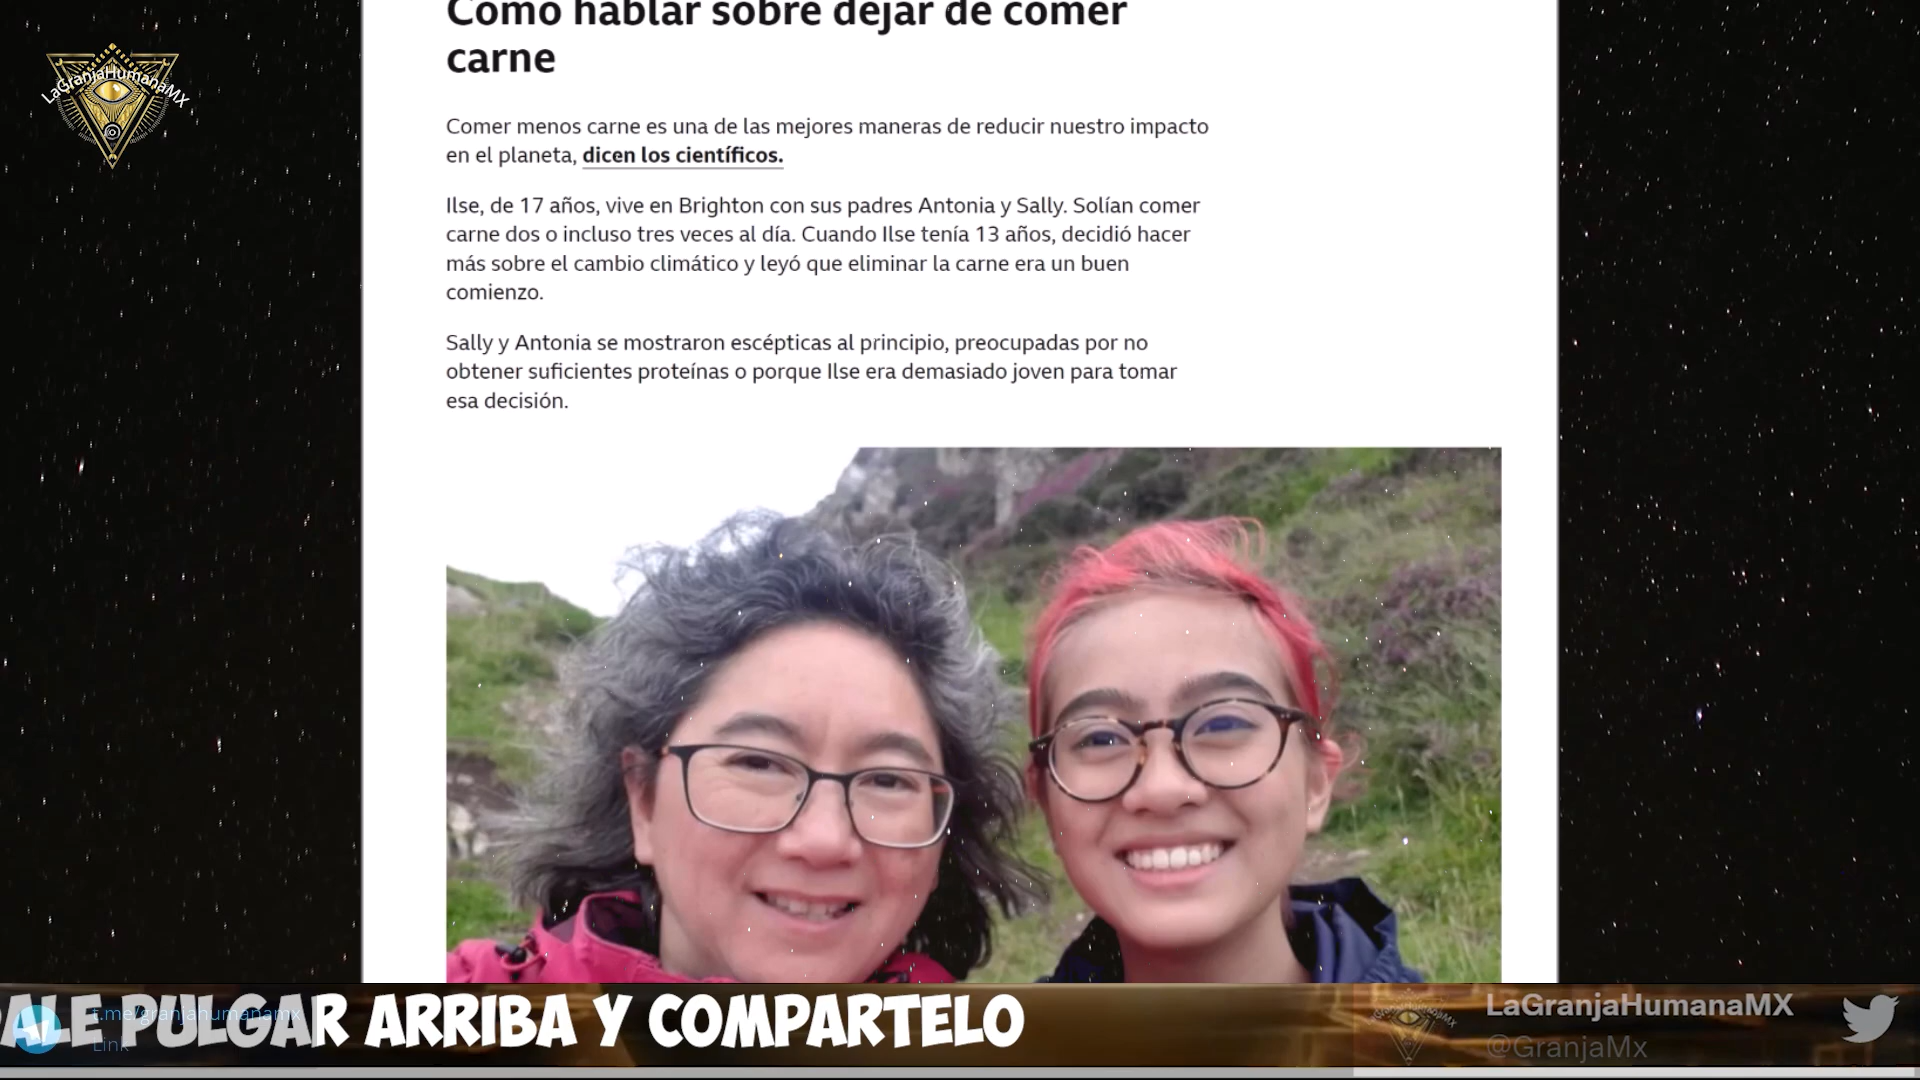 Cómo hablar sobre dejar de comer
carne
LaGranjaHumanaMX
Comer menos carne es una de las mejores maneras de reducir nuestro impacto
en el planeta, dicen los científicos.
Ilse, de 17 años, vive en Brighton con sus padres Antonia y Sally. Solían comer
carne dos o incluso tres veces al día. Cuando Ilse tenía 13 años, decidió hacer
más sobre el cambio climático y leyó que eliminar la carne era un buen
comienzo.
Sally y Antonia se mostraron escépticas al principio, preocupadas por no
obtener suficientes proteínas o porque Ilse era demasiado joven para tomar
esa decisión.
ALE PULGAR ARRIBA Y COMPARTELO
t.me/granjahumanamx
Link
LaGranjaHumanaMX
@GranjaMx